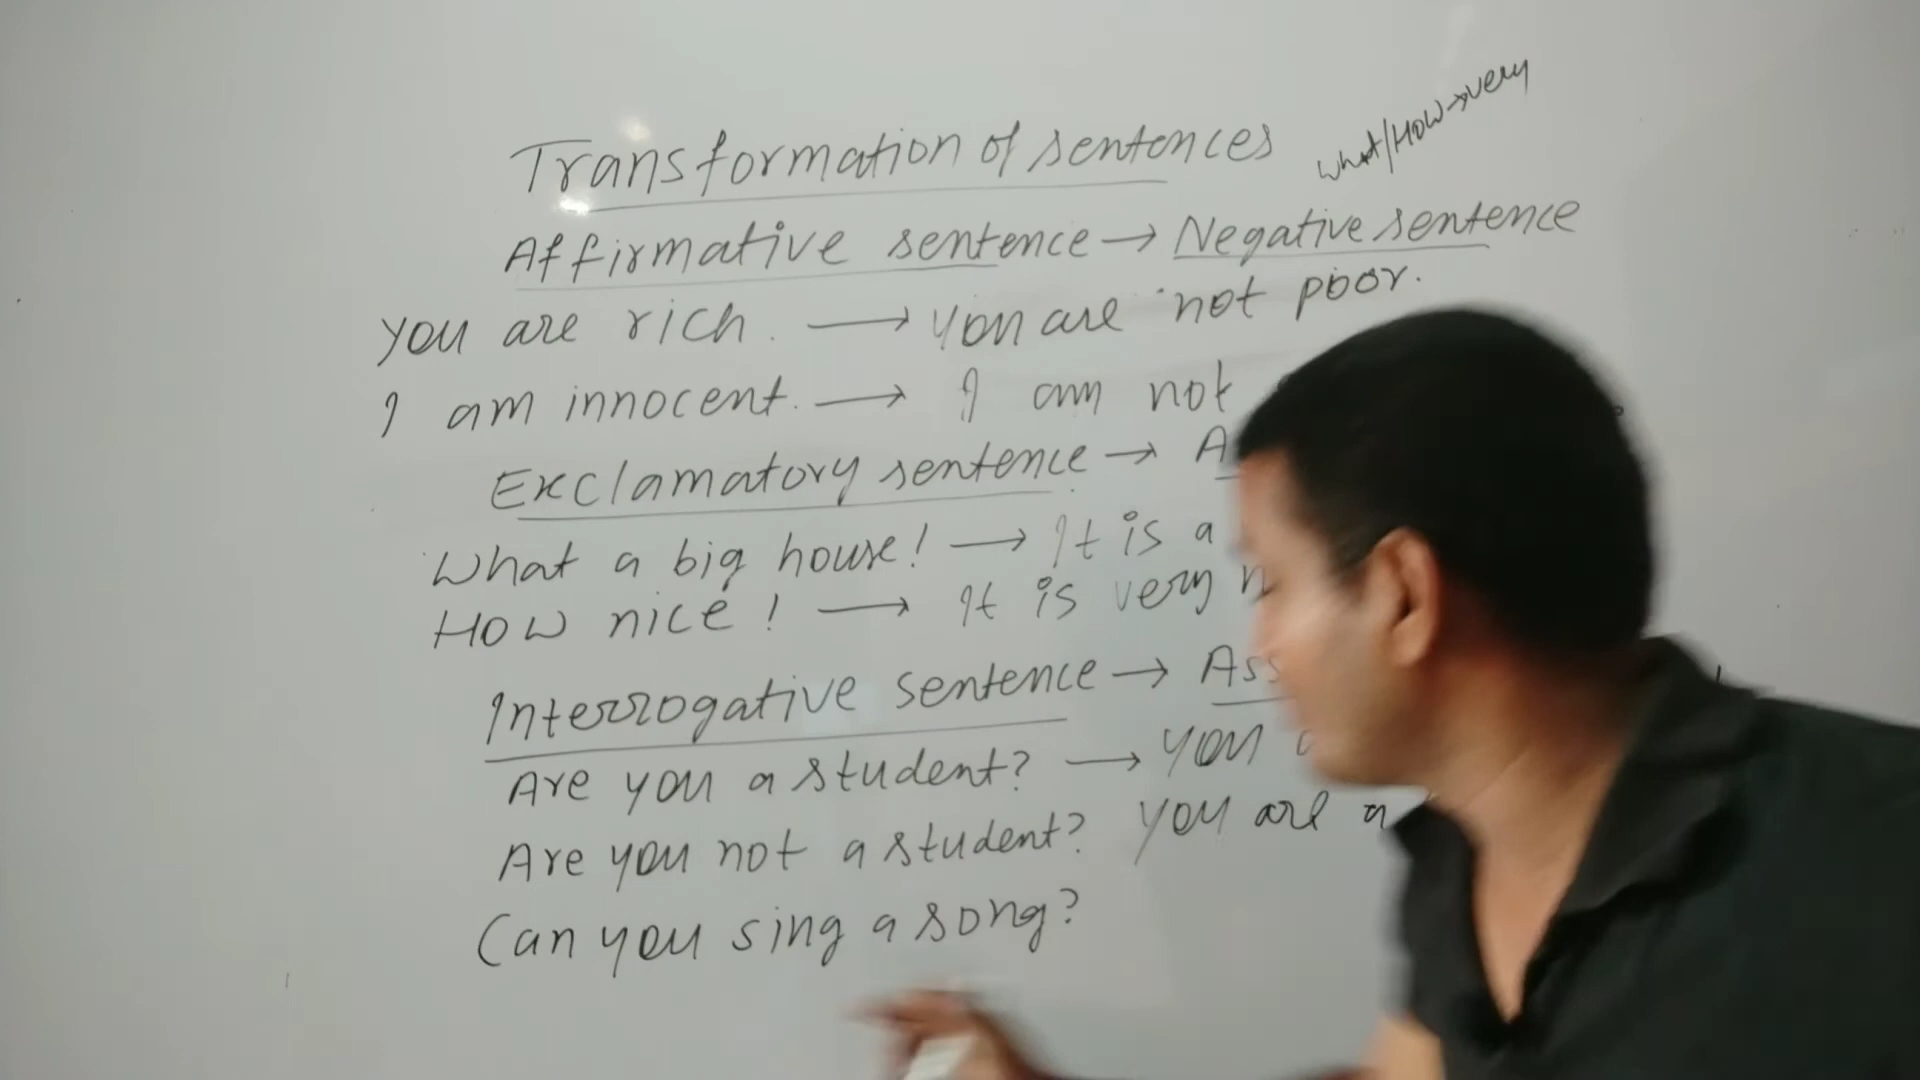 what/How→very
Transformation of sentences
Affirmative sentence → Negative sentence
You are rich. → You are not poor.
I am innocent. → I am not
Exclamatory sentence →
What a big house! → It is a
How nice! → It is very
Interrogative sentence →
Are you a student? → You
Are you not a student? You are a
Can you sing a song?